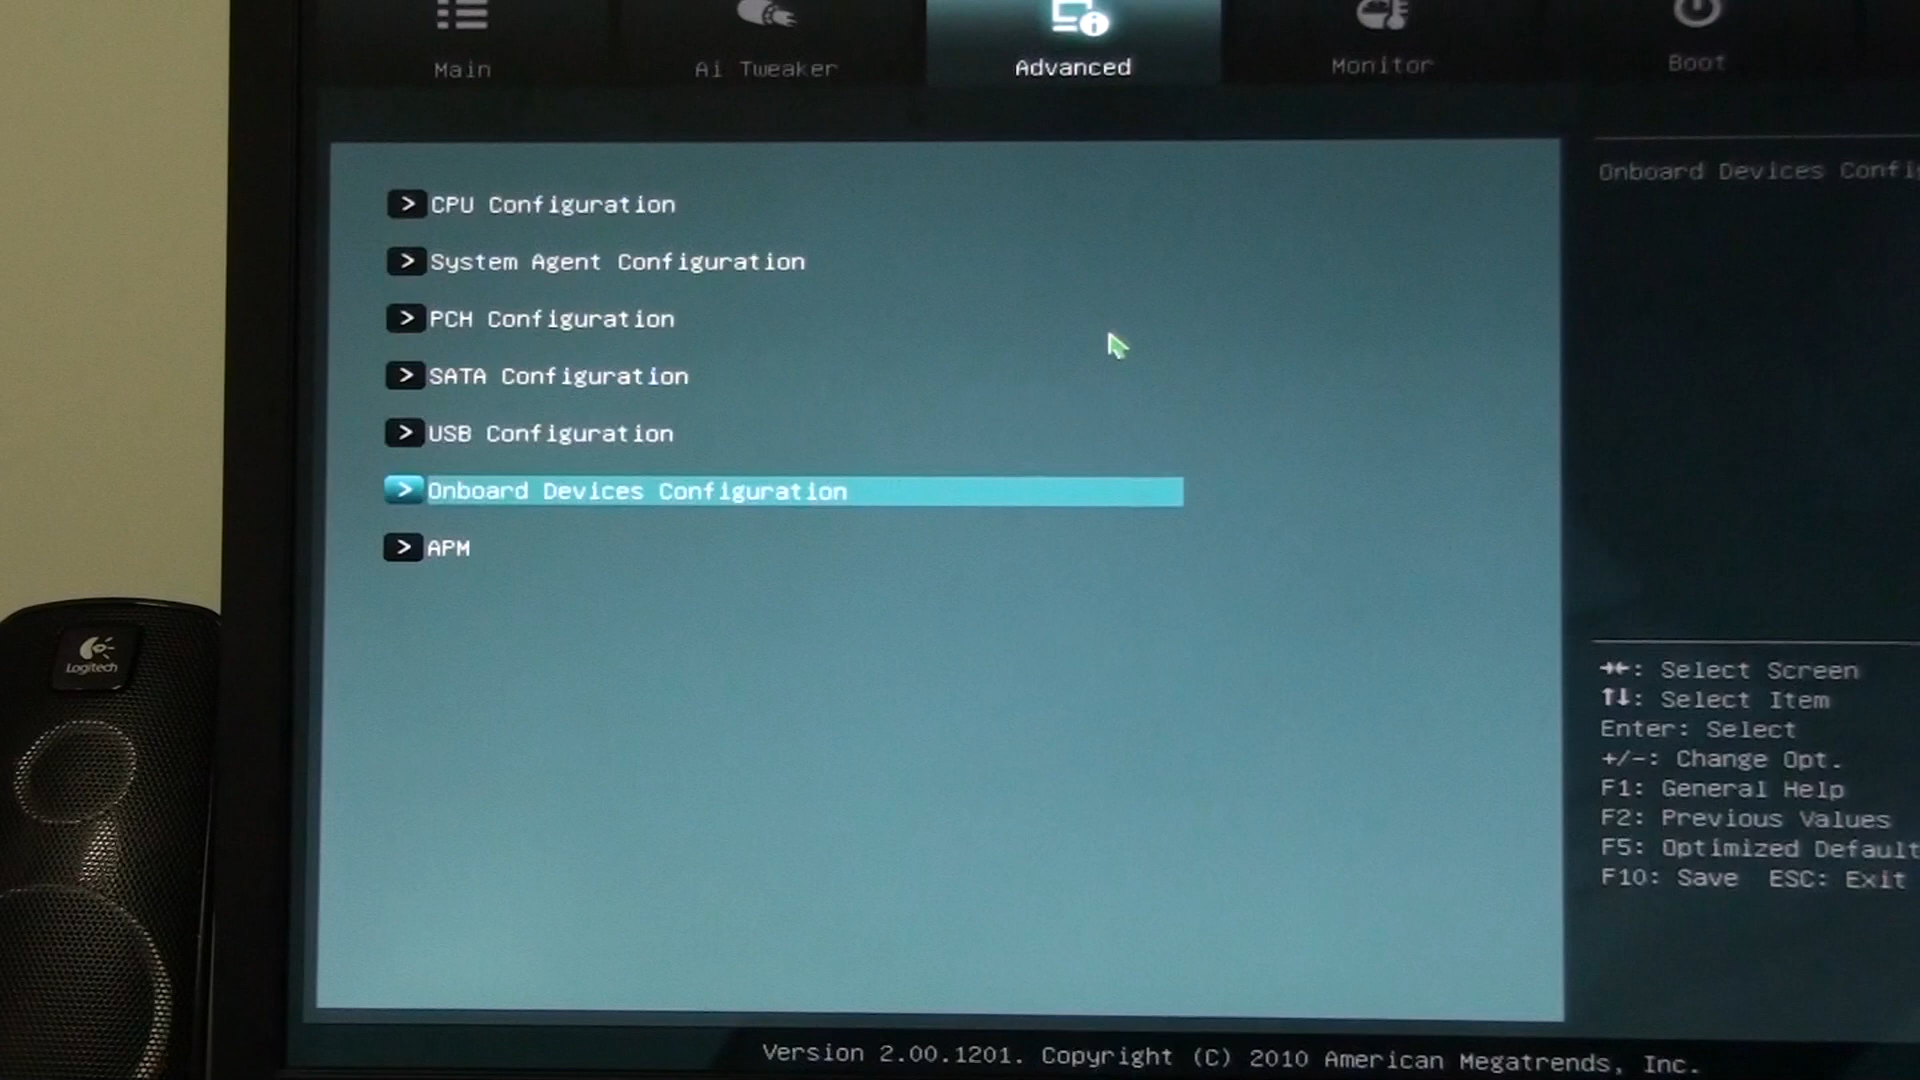 Main
Ai Tweaker
Advanced
Monitor
Boot
> CPU Configuration
> System Agent Configuration
> PCH Configuration
> SATA Configuration
> USB Configuration
> Onboard Devices Configuration
> APM
Onboard Devices Config
→←: Select Screen
↑↓: Select Item
Enter: Select
+/-: Change Opt.
F1: General Help
F2: Previous Values
F5: Optimized Default
F10: Save ESC: Exit
Version 2.00.1201. Copyright (C) 2010 American Megatrends, Inc.
Logitech